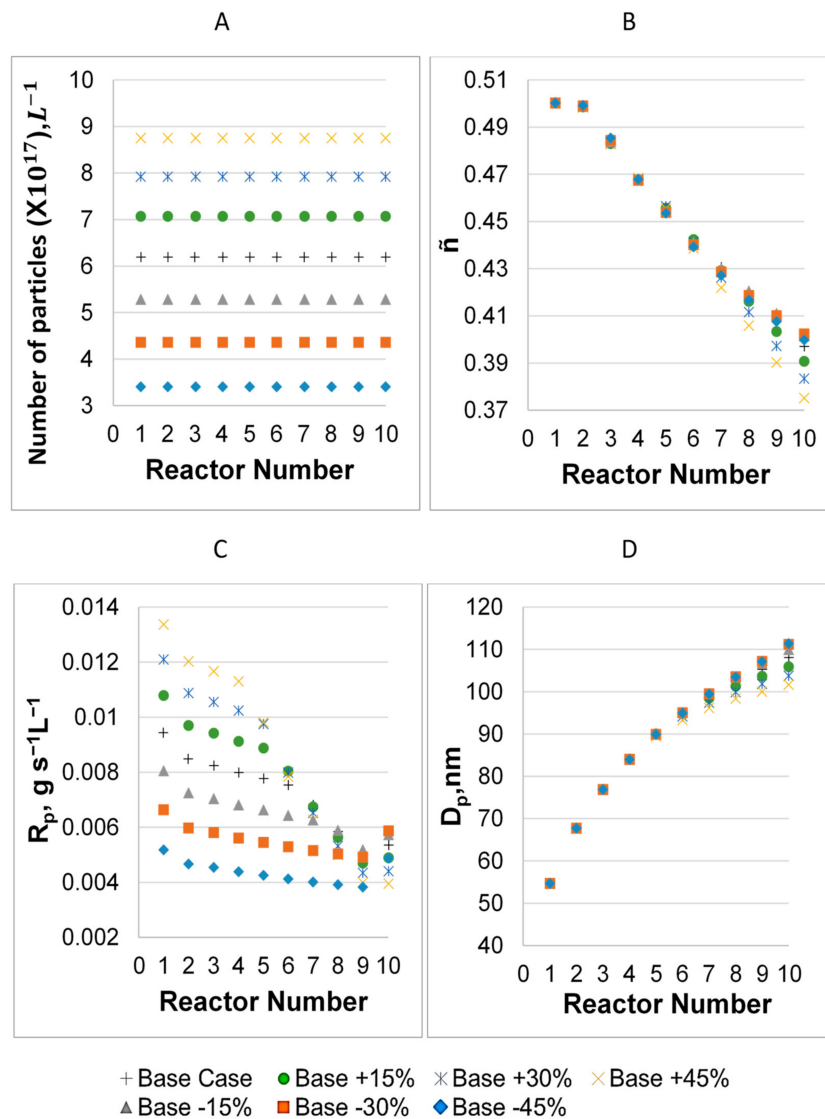 A
B
Number of particles (X10¹⁷), L⁻¹
10
9
8
7
6
5
4
3
0 1 2 3 4 5 6 7 8 9 10
Reactor Number
ñ
0.51
0.49
0.47
0.45
0.43
0.41
0.39
0.37
0 1 2 3 4 5 6 7 8 9 10
Reactor Number
C
D
Rₚ, g s⁻¹L⁻¹
0.014
0.012
0.01
0.008
0.006
0.004
0.002
0 1 2 3 4 5 6 7 8 9 10
Reactor Number
Dₚ,nm
120
110
100
90
80
70
60
50
40
0 1 2 3 4 5 6 7 8 9 10
Reactor Number
Base Case Base +15% Base +30% Base +45%
Base -15% Base -30% Base -45%